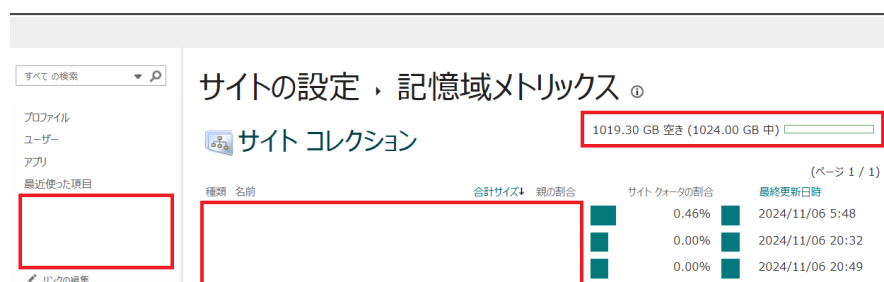 すべて の検索
サイトの設定 › 記憶域メトリックス
プロファイル
ユーザー
アプリ
最近使った項目
リンクの編集
サイト コレクション
1019.30 GB 空き (1024.00 GB 中)
(ページ 1 / 1)
種類 名前 合計サイズ↓ 親の割合 サイト クォータの割合 最終更新日時
0.46% 2024/11/06 5:48
0.00% 2024/11/06 20:32
0.00% 2024/11/06 20:49